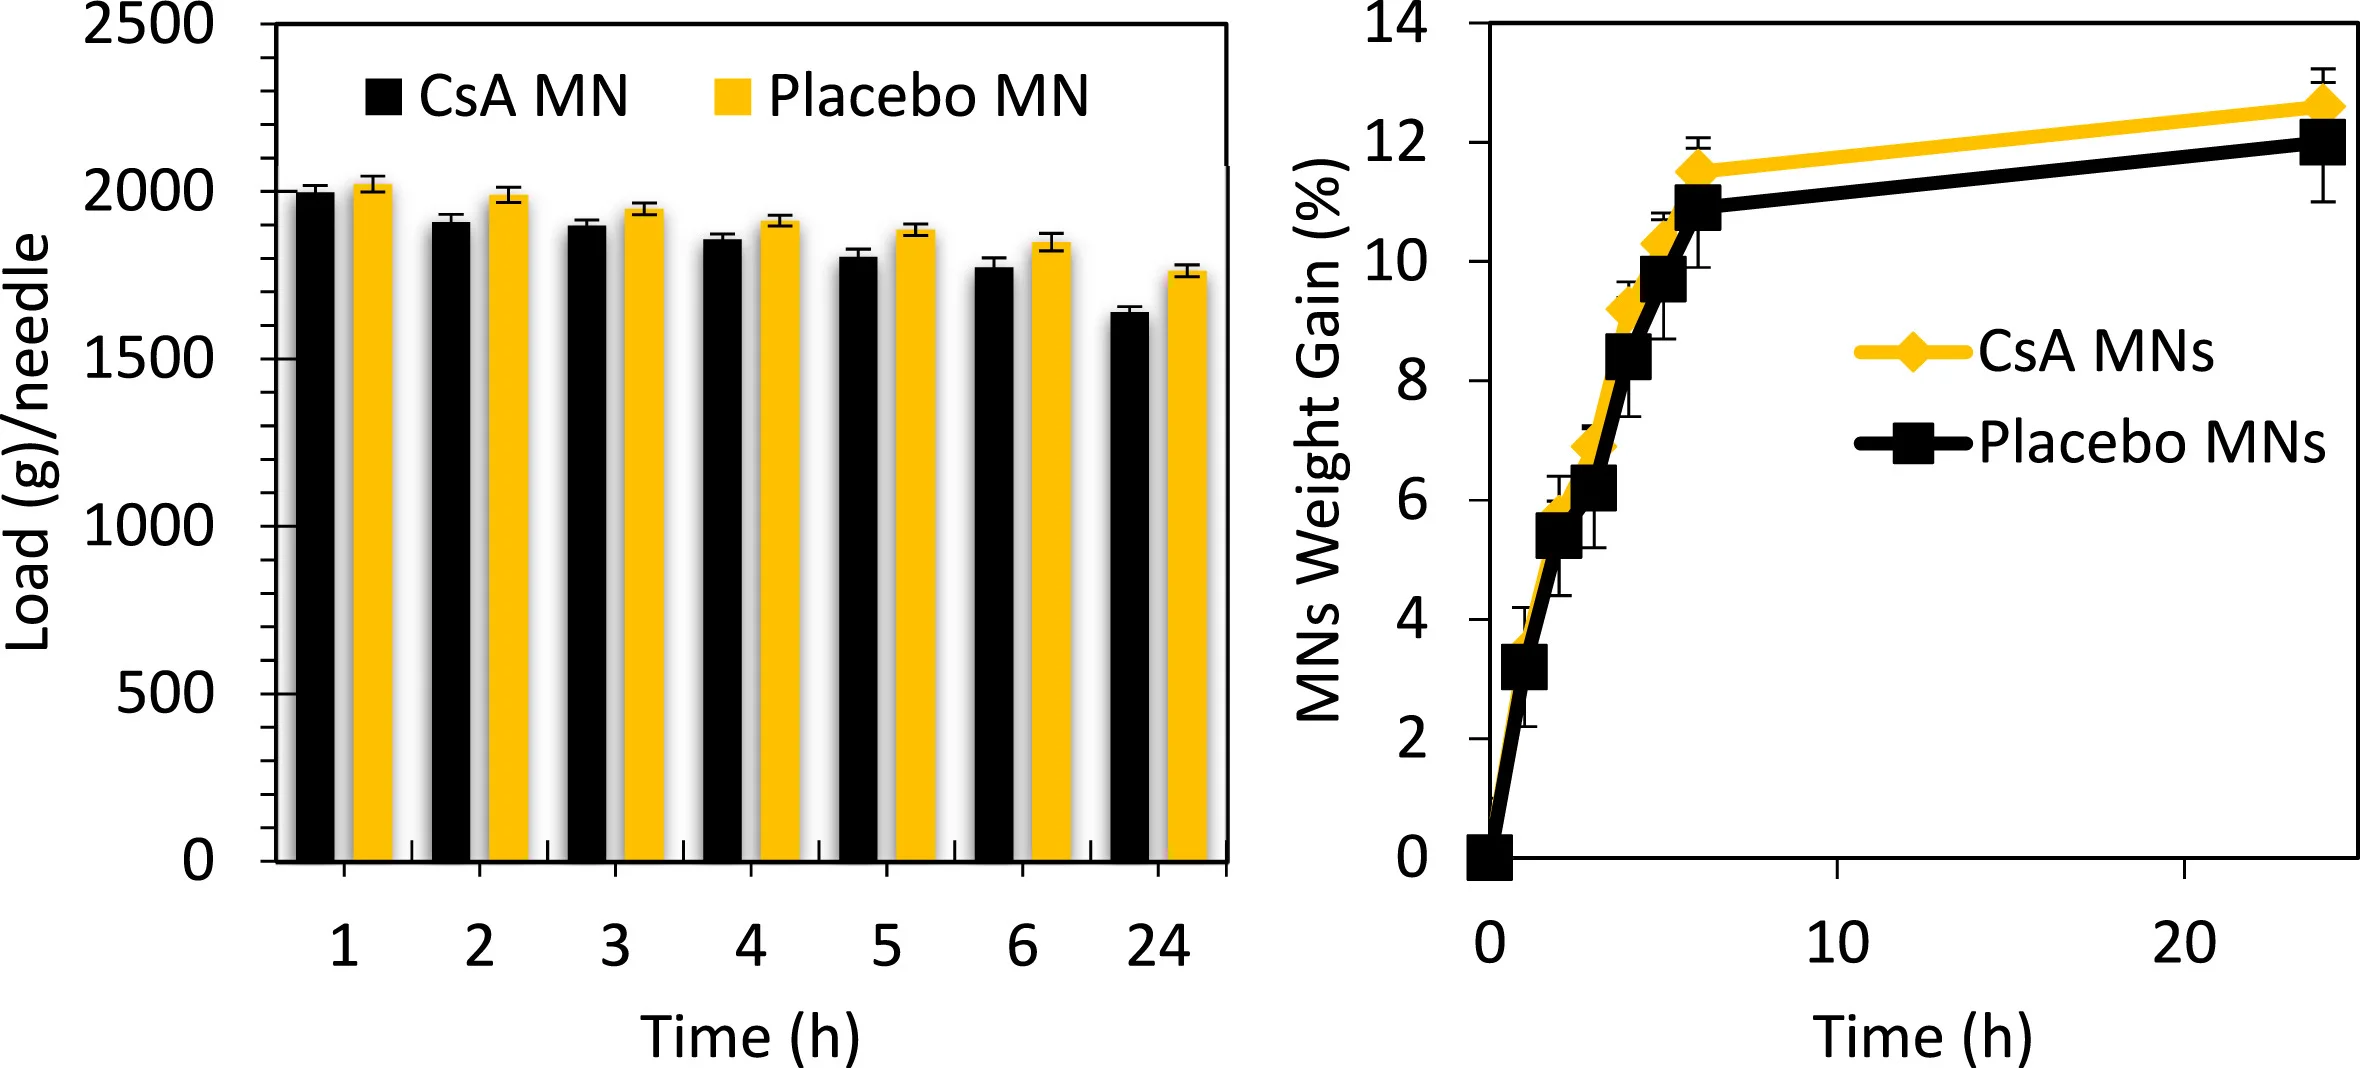 Load (g)/needle
2500
2000
1500
1000
500
0
CsA MN
Placebo MN
1 2 3 4 5 6 24
Time (h)
MNs Weight Gain (%)
14
12
10
8
6
4
2
0
CsA MNs
Placebo MNs
0 10 20
Time (h)